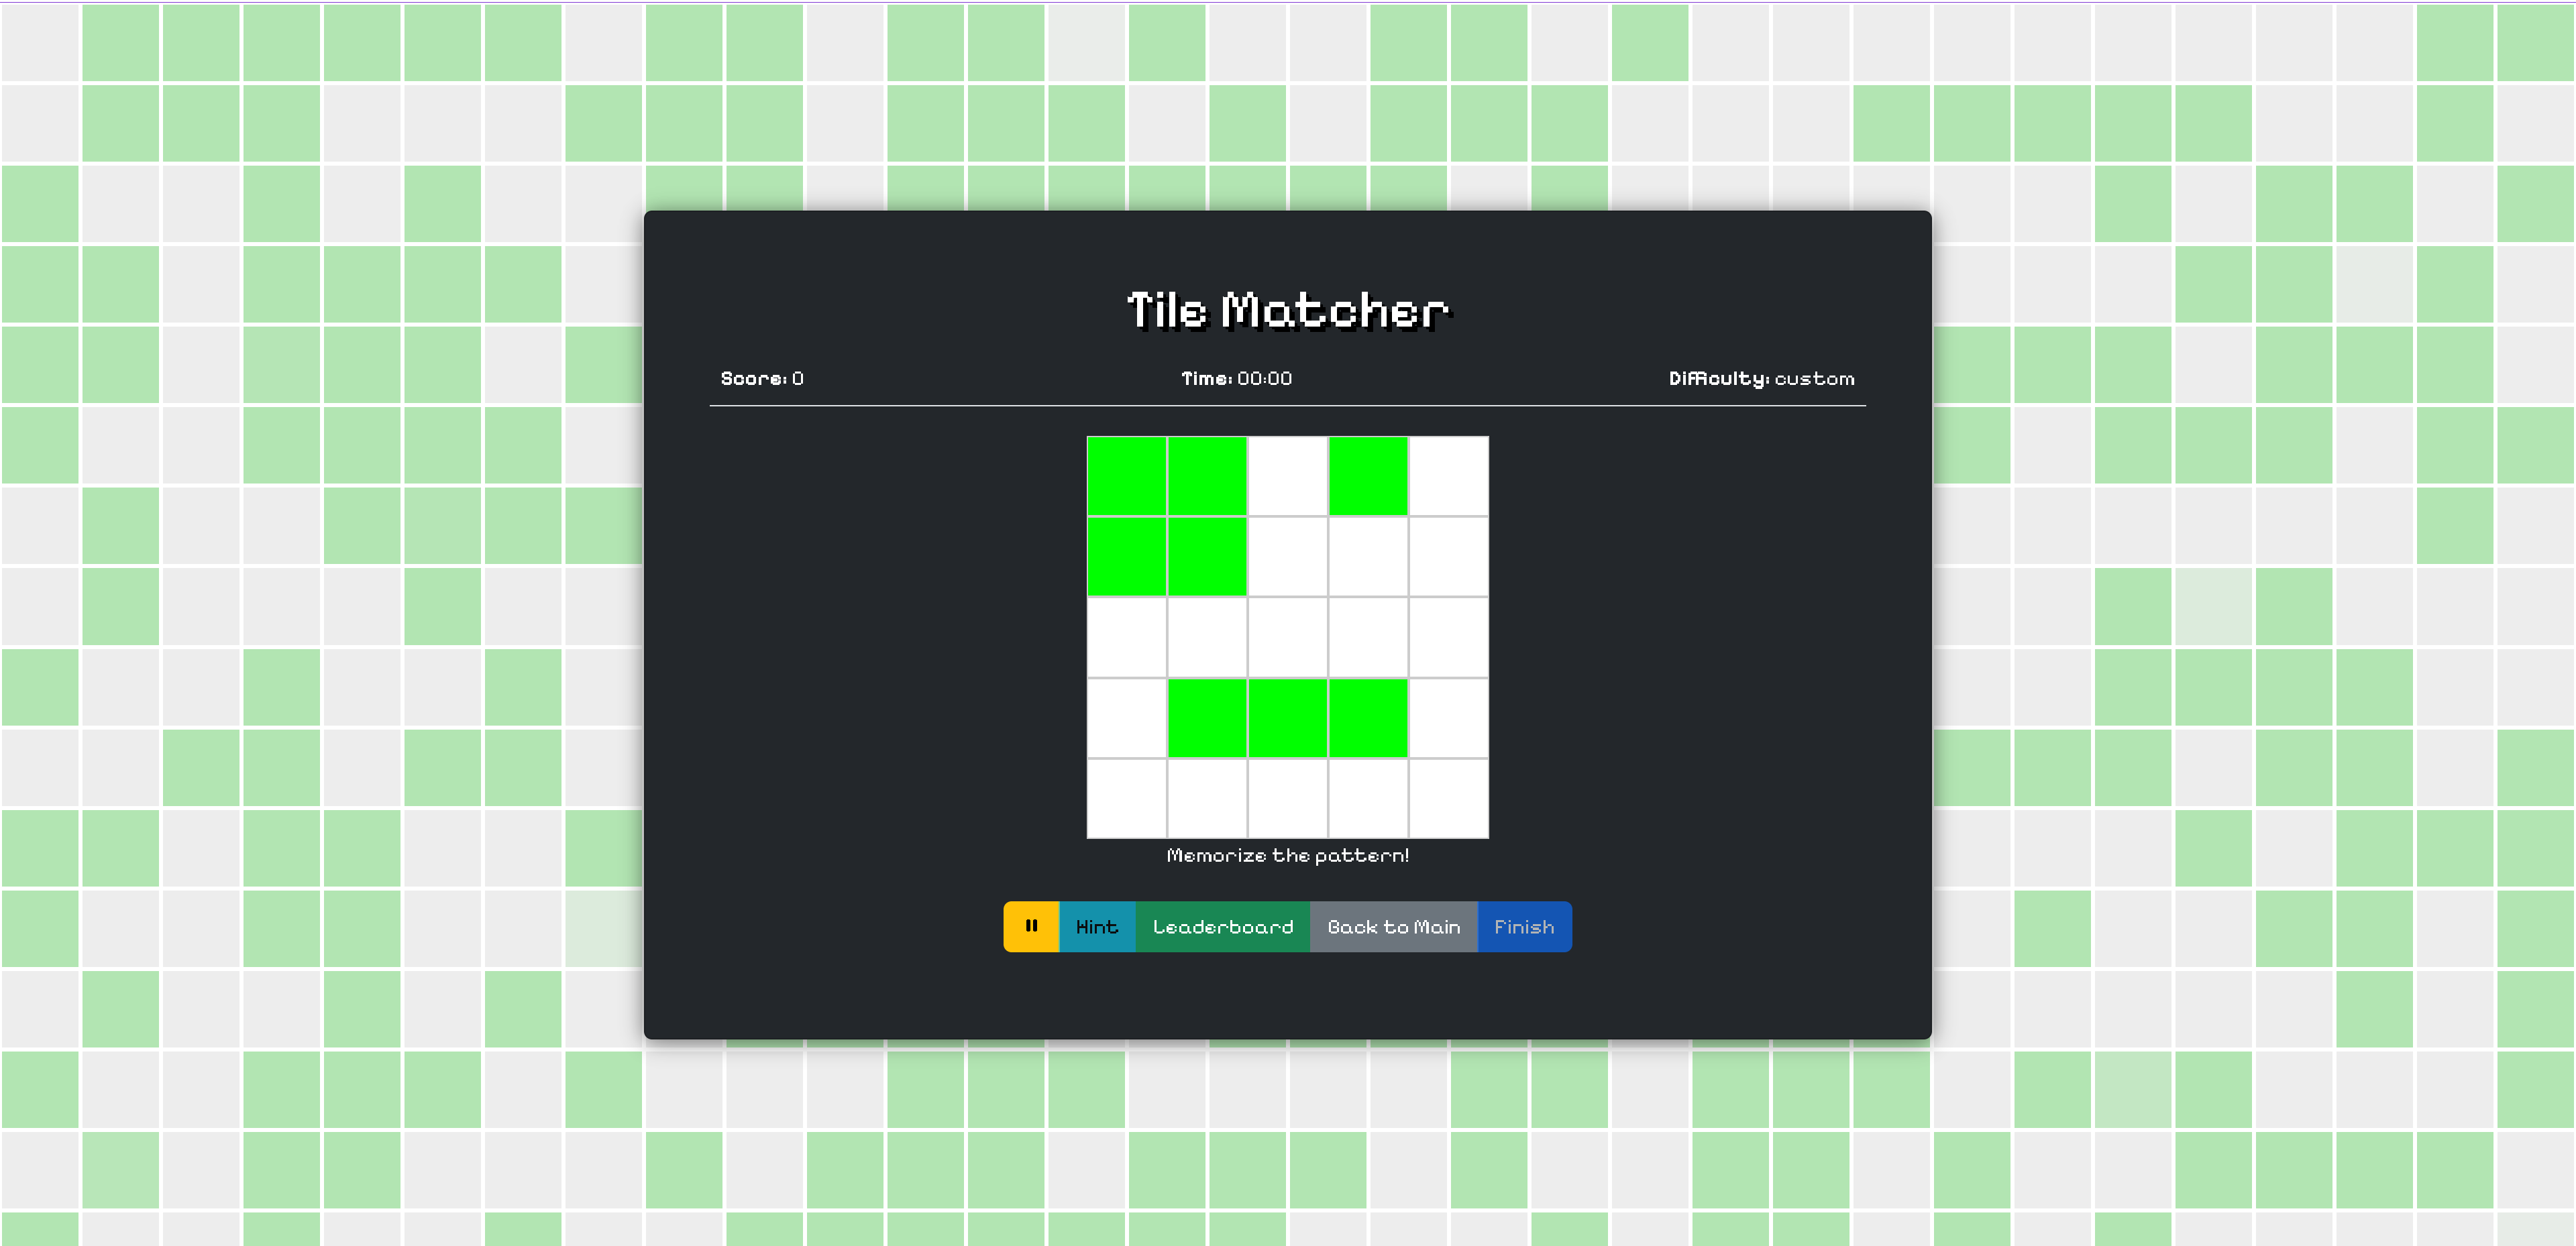 Tile Matcher
Score: 0 Time: 00:00 Difficulty: custom
Memorize the pattern!
Hint Leaderboard Back to Main Finish